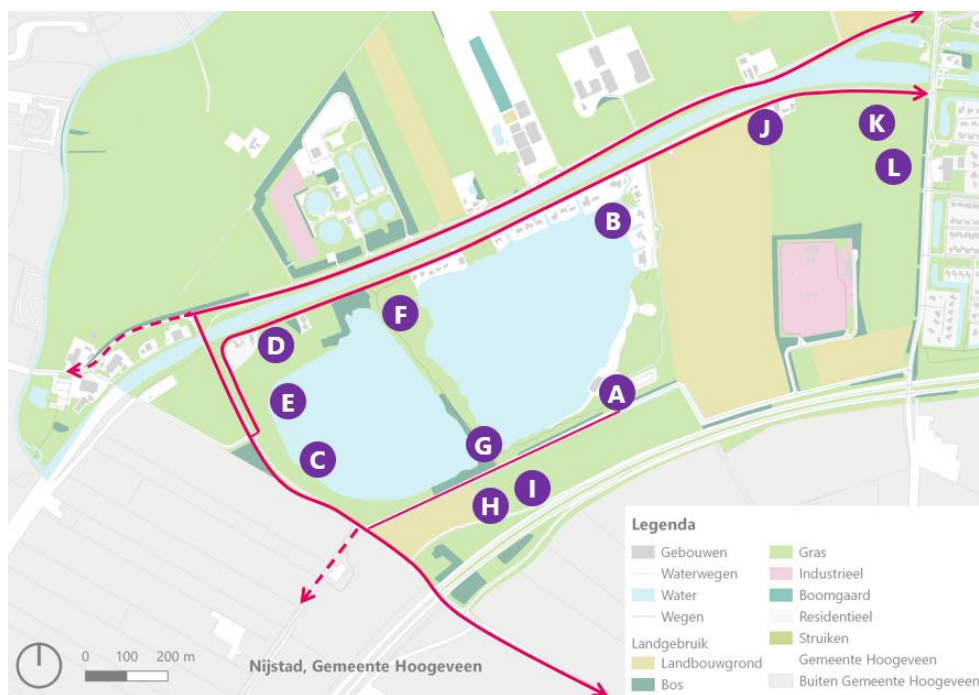 K
J
L
B
F
D
A
E
G
C
I
H
Legenda
Gebouwen
Waterwegen
Water
Wegen
Landgebruik
Landbouwgrond
Bos
Gras
Industrieel
Boomgaard
Residentieel
Struiken
Gemeente Hoogeveen
Buiten Gemeente Hoogeveen
0 100 200 m
Nijstad, Gemeente Hoogeveen